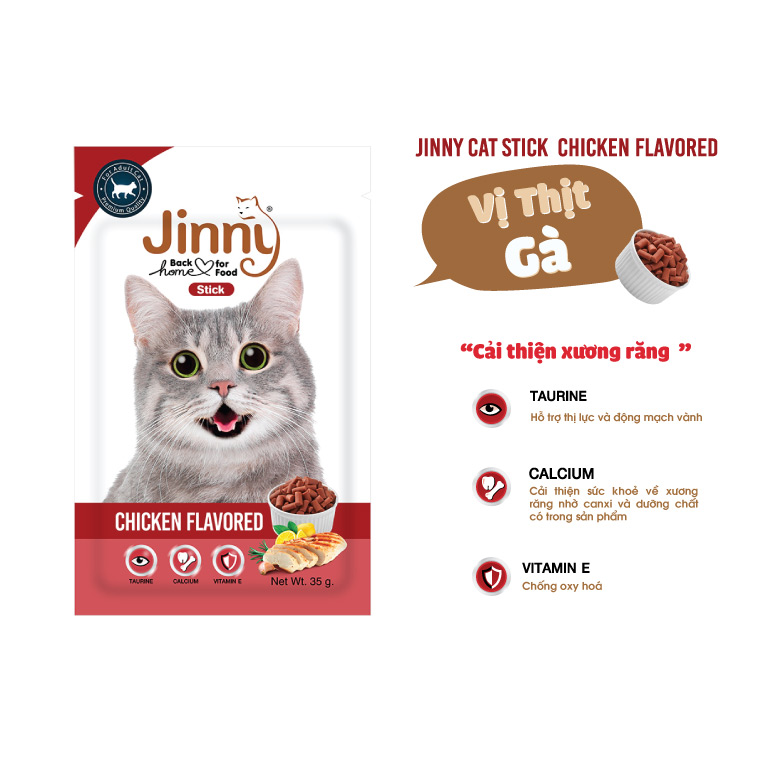 For Adult Cat
Premium Quality
Jinny®
Back for
home Food
Stick
CHICKEN FLAVORED
TAURINE
CALCIUM
VITAMIN E
Net Wt. 35 g.
JINNY CAT STICK CHICKEN FLAVORED
Vị Thịt
Gà
“Cải thiện xương răng ”
TAURINE
Hỗ trợ thị lực và động mạch vành
CALCIUM
Cải thiện sức khoẻ về xương
răng nhờ canxi và dưỡng chất
có trong sản phẩm
VITAMIN E
Chống oxy hoá